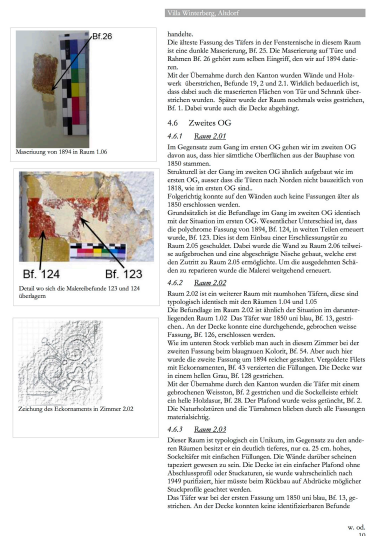 Villa Winterberg, Altdorf
Bf.26
Maserieung von 1894 in Raum 1.06
Bf. 124
Bf. 123
Detail wo sich die Malereibefunde 123 und 124
überlagern
Zeichung des Eckornaments in Zimmer 2.02
handelte.
Die älteste Fassung des Täfers in der Fensternische in diesem Raum
ist eine dunkle Maserierung, Bf. 25. Die Maserierung auf Türe und
Rahmen Bf. 26 gehört zum selben Eingriff, den wir auf 1894 datie-
ren.
Mit der Übernahme durch den Kanton wurden Wände und Holz-
werk überstrichen, Befunde 19, 2 und 2.1. Wirklich bedauerlich ist,
dass dabei auch die maserierten Flächen von Tür und Schrank über-
strichen wurden. Später wurde der Raum nochmals weiss gestrichen,
Bf. 1. Dabei wurde auch die Decke abgehängt.
4.6 Zweites OG
4.6.1 Raum 2.01
Im Gegensatz zum Gang im ersten OG gehen wir im zweiten OG
davon aus, dass hier sämtliche Oberflächen aus der Bauphase von
1850 stammen.
Strukturell ist der Gang im zweiten OG ähnlich aufgebaut wie im
ersten OG, ausser dass die Türen nach Norden nicht bauzeitlich von
1818, wie im ersten OG sind..
Folgerichtig konnte auf den Wänden auch keine Fassungen älter als
1850 erschlossen werden.
Grundsätzlich ist die Befundlage im Gang im zweiten OG identisch
mit der Situation im ersten OG. Wesentlicher Unterschied ist, dass
die polychrome Fassung von 1894, Bf. 124, in weiten Teilen erneuert
wurde, Bf. 123. Dies ist dem Einbau einer Erschliessungstür zu
Raum 2.05 geschuldet. Dabei wurde die Wand zu Raum 2.06 teilwei-
se aufgebrochen und eine abgeschrägte Nische gebaut, welche erst
den Zutritt zu Raum 2.05 ermöglichte. Um die ausgedehnten Schä-
den zu reparieren wurde die Malerei weitgehend erneuert.
4.6.2 Raum 2.02
Raum 2.02 ist ein weiterer Raum mit raumhohen Täfern, diese sind
typologisch identisch mit den Räumen 1.04 und 1.05
Die Befundlage im Raum 2.02 ist ähnlich der Situation im darunter-
liegenden Raum 1.02 Das Täfer war 1850 uni blau, Bf. 13, gestri-
chen.. An der Decke konnte eine durchgehende, gebrochen weisse
Fassung, Bf. 126, erschlossen werden.
Wie im unteren Stock verblieb man auch in diesem Zimmer bei der
zweiten Fassung beim blaugrauen Kolorit, Bf. 54. Aber auch hier
wurde die zweite Fassung um 1894 reicher gestaltet. Vergoldete Filets
mit Eckornamenten, Bf. 43 verzieren die Füllungen. Die Decke war
in einem hellen Grau, Bf. 128 gestrichen.
Mit der Übernahme durch den Kantons wurden die Täfer mit einem
gebrochenen Weisston, Bf. 2 gestrichen und die Sockelleiste erhielt
ein helle Holzlasur, Bf. 28. Der Plafond wurde weiss getüncht, Bf. 2.
Die Naturholztüren und die Türrahmen blieben durch alle Fassungen
materialsichtig.
4.6.3 Raum 2.03
Dieser Raum ist typologisch ein Unikum, im Gegensatz zu den ande-
ren Räumen besitzt er ein deutlich tieferes, nur ca. 25 cm. hohes,
Sockeltäfer mit einfachen Füllungen. Die Wände darüber scheinen
tapeziert gewesen zu sein. Die Decke ist ein einfacher Plafond ohne
Abschlussprofil oder Stuckaturen, sie wurde wahrscheinlich nach
1949 purifiziert, hier müsste beim Rückbau auf Abdrücke möglicher
Stuckprofile geachtet werden.
Das Täfer war bei der ersten Fassung um 1850 uni blau, Bf. 13, ge-
strichen. An der Decke konnten keine identifizierbaren Befunde
w. od.
10